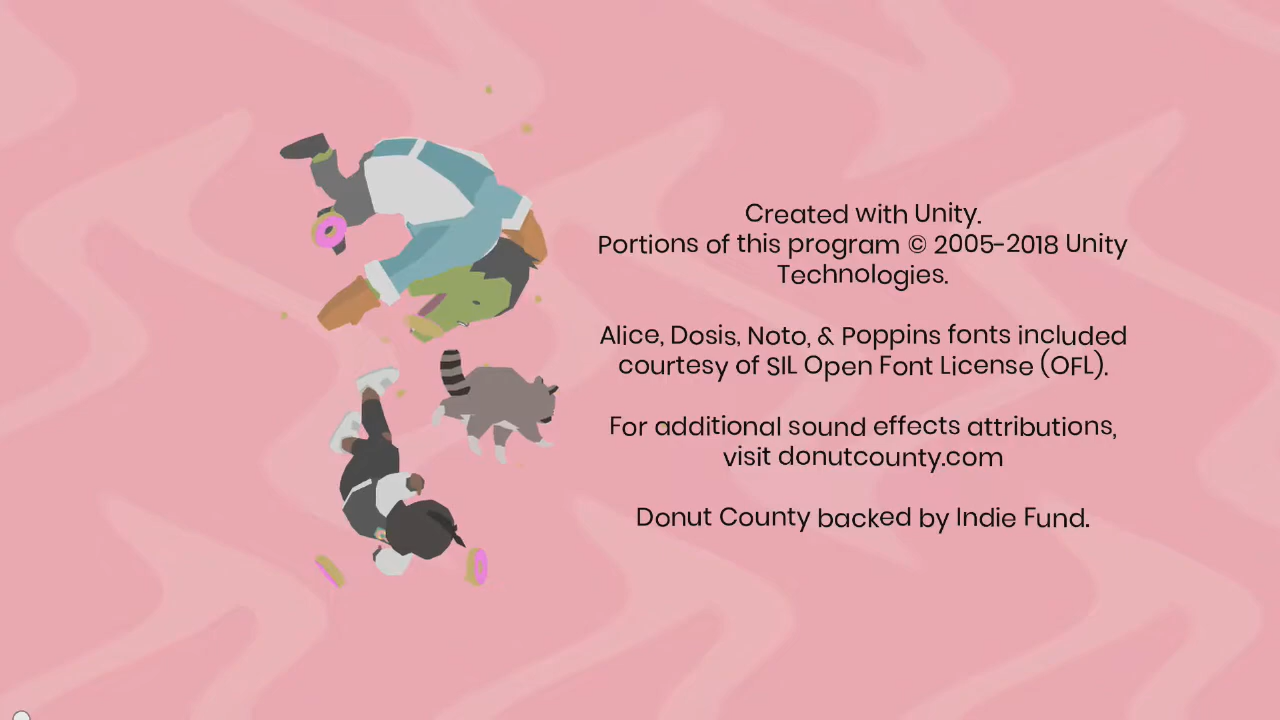 Created with Unity.
Portions of this program © 2005-2018 Unity
Technologies.
Alice, Dosis, Noto, & Poppins fonts included
courtesy of SIL Open Font License (OFL).
For additional sound effects attributions,
visit donutcounty.com
Donut County backed by Indie Fund.